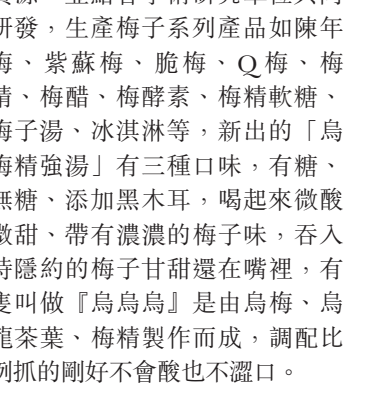 研發，生產梅子系列產品如陳年
梅、紫蘇梅、脆梅、Q梅、梅
精、梅醋、梅酵素、梅精軟糖、
梅子湯、冰淇淋等，新出的「烏
梅精強湯」有三種口味，有糖、
無糖、添加黑木耳，喝起來微酸
微甜、帶有濃濃的梅子味，吞入
時隱約的梅子甘甜還在嘴裡，有
隻叫做『烏烏烏』是由烏梅、烏
龍茶葉、梅精製作而成，調配比
例抓的剛好不會酸也不澀口。